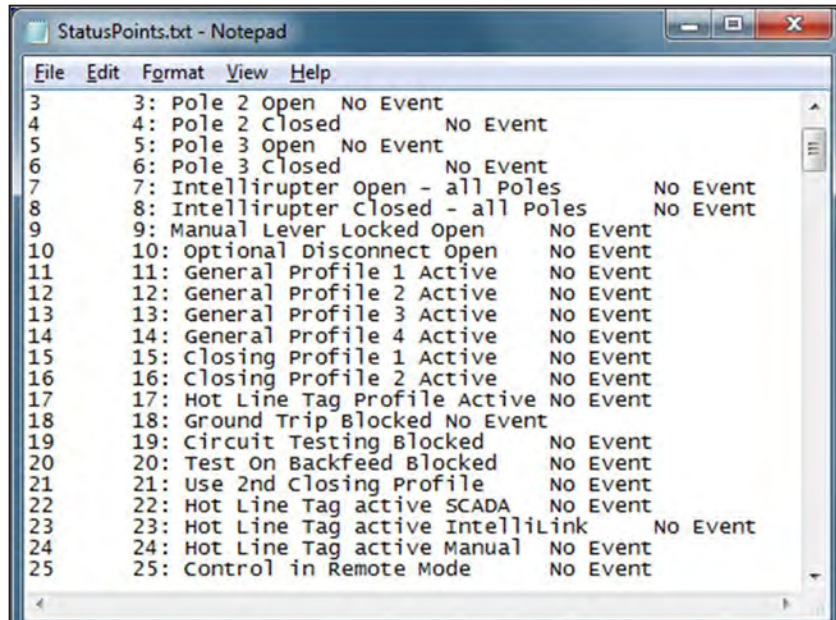 StatusPoints.txt - Notepad
File Edit Format View Help
3 3: Pole 2 Open No Event
4 4: Pole 2 Closed No Event
5 5: Pole 3 Open No Event
6 6: Pole 3 Closed No Event
7 7: Intellirupter Open - all Poles No Event
8 8: Intellirupter Closed - all Poles No Event
9 9: Manual Lever Locked Open No Event
10 10: Optional Disconnect Open No Event
11 11: General Profile 1 Active No Event
12 12: General Profile 2 Active No Event
13 13: General Profile 3 Active No Event
14 14: General Profile 4 Active No Event
15 15: Closing Profile 1 Active No Event
16 16: Closing Profile 2 Active No Event
17 17: Hot Line Tag Profile Active No Event
18 18: Ground Trip Blocked No Event
19 19: Circuit Testing Blocked No Event
20 20: Test On Backfeed Blocked No Event
21 21: Use 2nd Closing Profile No Event
22 22: Hot Line Tag active SCADA No Event
23 23: Hot Line Tag active IntelliLink No Event
24 24: Hot Line Tag active Manual No Event
25 25: Control in Remote Mode No Event